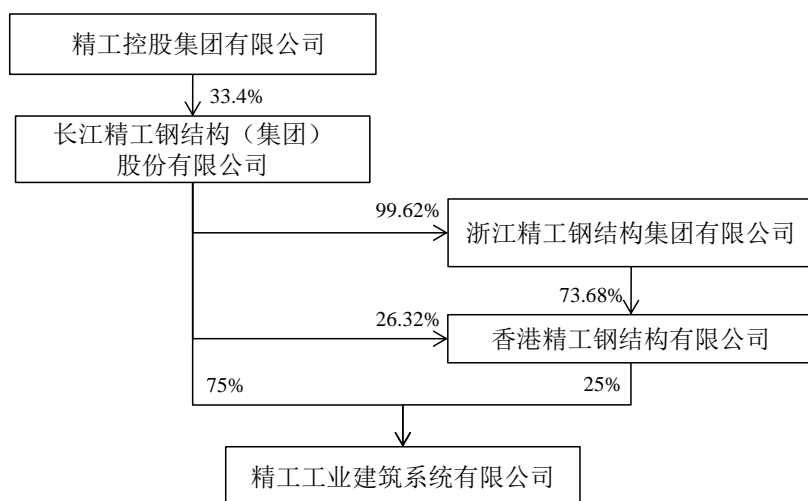 精工控股集团有限公司
33.4%
长江精工钢结构（集团）
股份有限公司
99.62%
浙江精工钢结构集团有限公司
73.68%
26.32%
香港精工钢结构有限公司
75%
25%
精工工业建筑系统有限公司